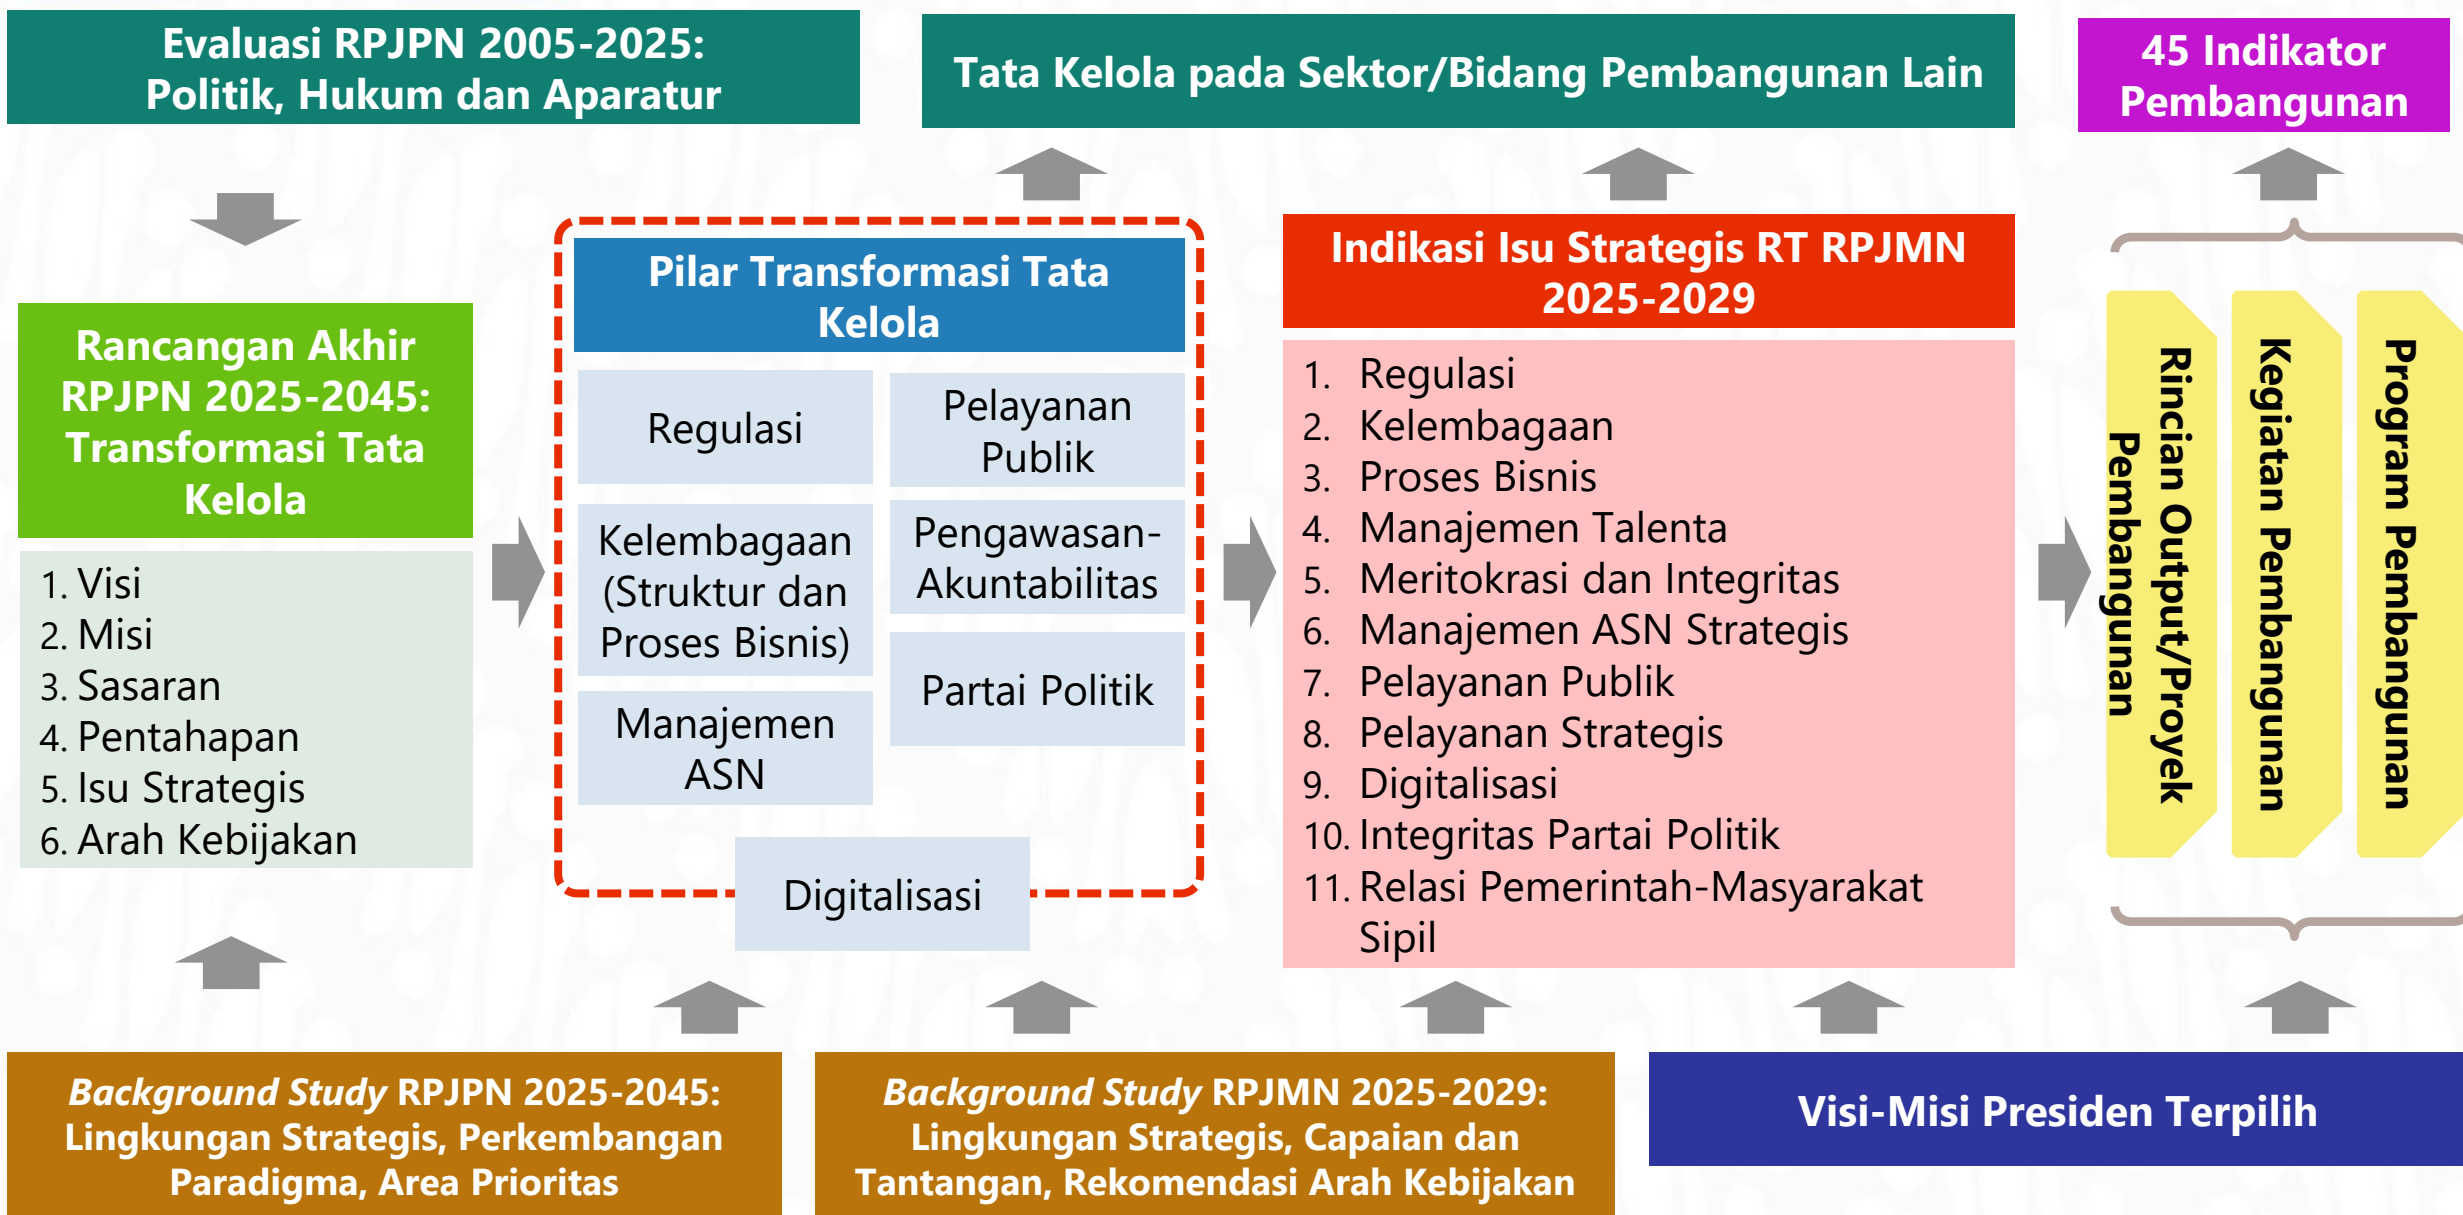 Evaluasi RPJPN 2005-2025:
Politik, Hukum dan Aparatur
Tata Kelola pada Sektor/Bidang Pembangunan Lain
45 Indikator
Pembangunan
Rancangan Akhir
RPJPN 2025-2045:
Transformasi Tata
Kelola
1. Visi
2. Misi
3. Sasaran
4. Pentahapan
5. Isu Strategis
6. Arah Kebijakan
Pilar Transformasi Tata
Kelola
Regulasi
Kelembagaan
(Struktur dan
Proses Bisnis)
Manajemen
ASN
Pelayanan
Publik
Pengawasan-
Akuntabilitas
Partai Politik
Digitalisasi
Indikasi Isu Strategis RT RPJMN
2025-2029
1. Regulasi
2. Kelembagaan
3. Proses Bisnis
4. Manajemen Talenta
5. Meritokrasi dan Integritas
6. Manajemen ASN Strategis
7. Pelayanan Publik
8. Pelayanan Strategis
9. Digitalisasi
10. Integritas Partai Politik
11. Relasi Pemerintah-Masyarakat
Sipil
Rincian Output/Proyek
Pembangunan
Kegiatan Pembangunan
Program Pembangunan
Background Study RPJPN 2025-2045:
Lingkungan Strategis, Perkembangan
Paradigma, Area Prioritas
Background Study RPJMN 2025-2029:
Lingkungan Strategis, Capaian dan
Tantangan, Rekomendasi Arah Kebijakan
Visi-Misi Presiden Terpilih